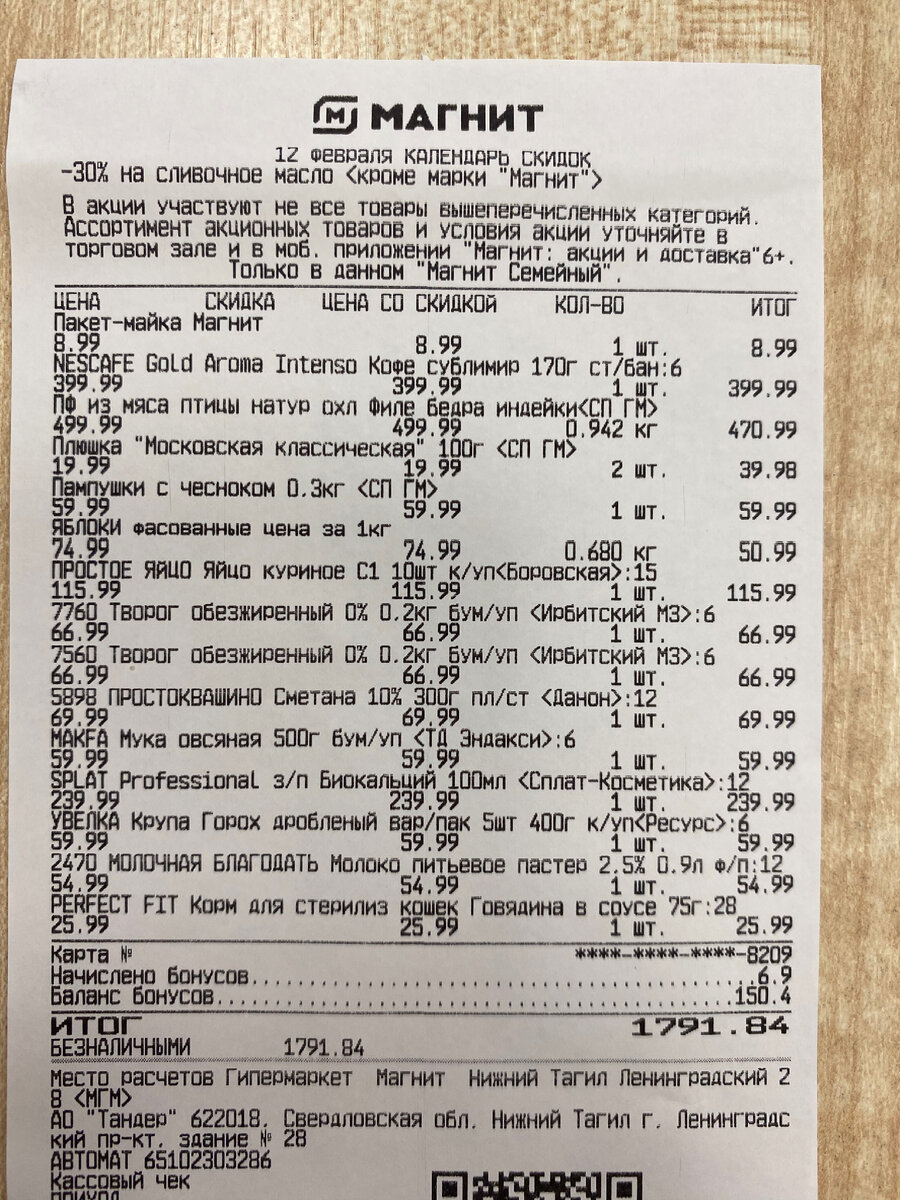 МАГНИТ
12 ФЕВРАЛЯ КАЛЕНДАРЬ СКИДОК
-30% на сливочное масло <кроме марки "Магнит">
В акции участвуют не все товары вышеперечисленных категорий.
Ассортимент акционных товаров и условия акции уточняйте в
торговом зале и в моб. приложении "Магнит: акции и доставка"6+.
Только в данном "Магнит Семейный".
ЦЕНА СКИДКА ЦЕНА СО СКИДКОЙ КОЛ-ВО ИТОГ
Пакет-майка Магнит
8.99 8.99 1 шт. 8.99
NESCAFE Gold Aroma Intenso Кофе сублимир 170г ст/бан:6
399.99 399.99 1 шт. 399.99
ПФ из мяса птицы натур охл Филе бедра индейки<СП ГМ>
499.99 499.99 0.942 кг 470.99
Плюшка "Московская классическая" 100г <СП ГМ>
19.99 19.99 2 шт. 39.98
Пампушки с чесноком 0.3кг <СП ГМ>
59.99 59.99 1 шт. 59.99
ЯБЛОКИ фасованные цена за 1кг
74.99 74.99 0.680 кг 50.99
ПРОСТОЕ ЯЙЦО Яйцо куриное С1 10шт к/уп<Боровская>:15
115.99 115.99 1 шт. 115.99
7760 Творог обезжиренный 0% 0.2кг бум/уп <Ирбитский МЗ>:6
66.99 66.99 1 шт. 66.99
7560 Творог обезжиренный 0% 0.2кг бум/уп <Ирбитский МЗ>:6
66.99 66.99 1 шт. 66.99
5898 ПРОСТОКВАШИНО Сметана 10% 300г пл/ст <Данон>:12
69.99 69.99 1 шт. 69.99
МАКFА Мука овсяная 500г бум/уп <ТД Эндакси>:6
59.99 59.99 1 шт. 59.99
SPLAT Professional з/п Биокальций 100мл <Сплат-Косметика>:12
239.99 239.99 1 шт. 239.99
УВЕЛКА Крупа Горох дробленый вар/пак 5шт 400г к/уп<Ресурс>:6
59.99 59.99 1 шт. 59.99
2470 МОЛОЧНАЯ БЛАГОДАТЬ Молоко питьевое пастер 2.5% 0.9л ф/п:12
54.99 54.99 1 шт. 54.99
PERFECT FIT Корм для стерилиз кошек Говядина в соусе 75г:28
25.99 25.99 1 шт. 25.99
Карта № ****-****-****-8209
Начислено бонусов..........6.9
Баланс бонусов..........150.4
ИТОГ 1791.84
БЕЗНАЛИЧНЫМИ 1791.84
Место расчетов Гипермаркет Магнит Нижний Тагил Ленинградский 2
8 <МГМ>
АО "Тандер" 622018, Свердловская обл, Нижний Тагил г, Ленинградс
кий пр-кт, здание № 28
АВТОМАТ 65102303286
Кассовый чек
ПРИХОД